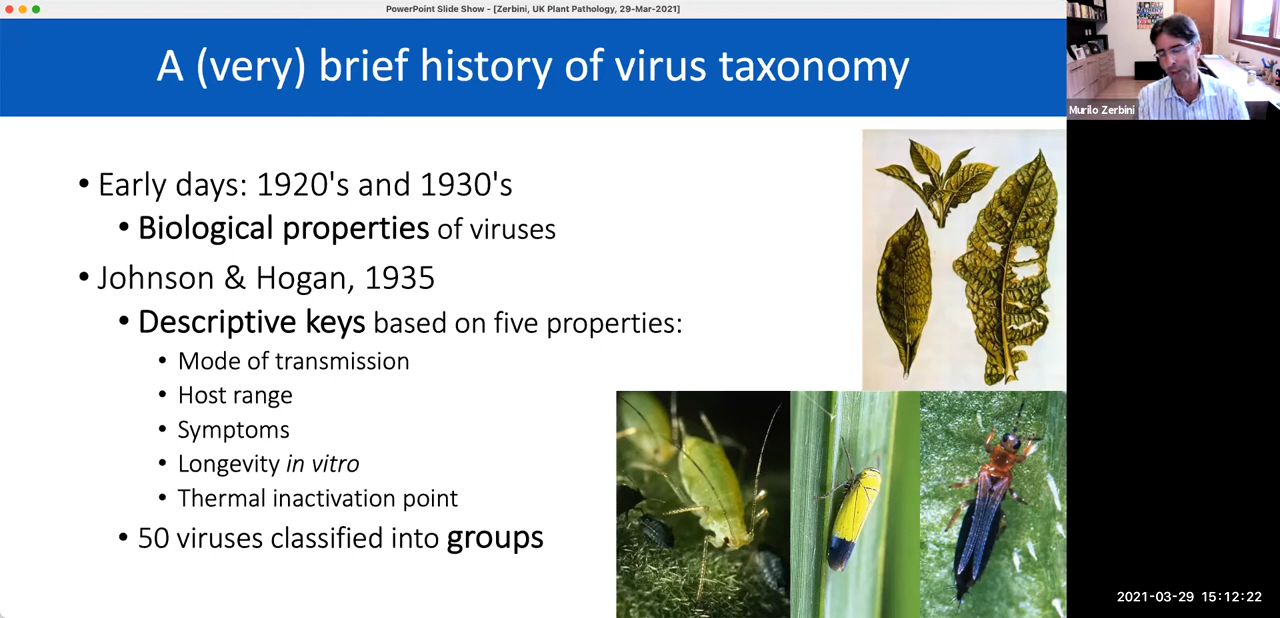 PowerPoint Slide Show - [Zerbini, UK Plant Pathology, 29-Mar-2021]
A (very) brief history of virus taxonomy
Murilo Zerbini
• Early days: 1920's and 1930's
• Biological properties of viruses
• Johnson & Hogan, 1935
• Descriptive keys based on five properties:
• Mode of transmission
• Host range
• Symptoms
• Longevity in vitro
• Thermal inactivation point
• 50 viruses classified into groups
2021-03-29 15:12:22